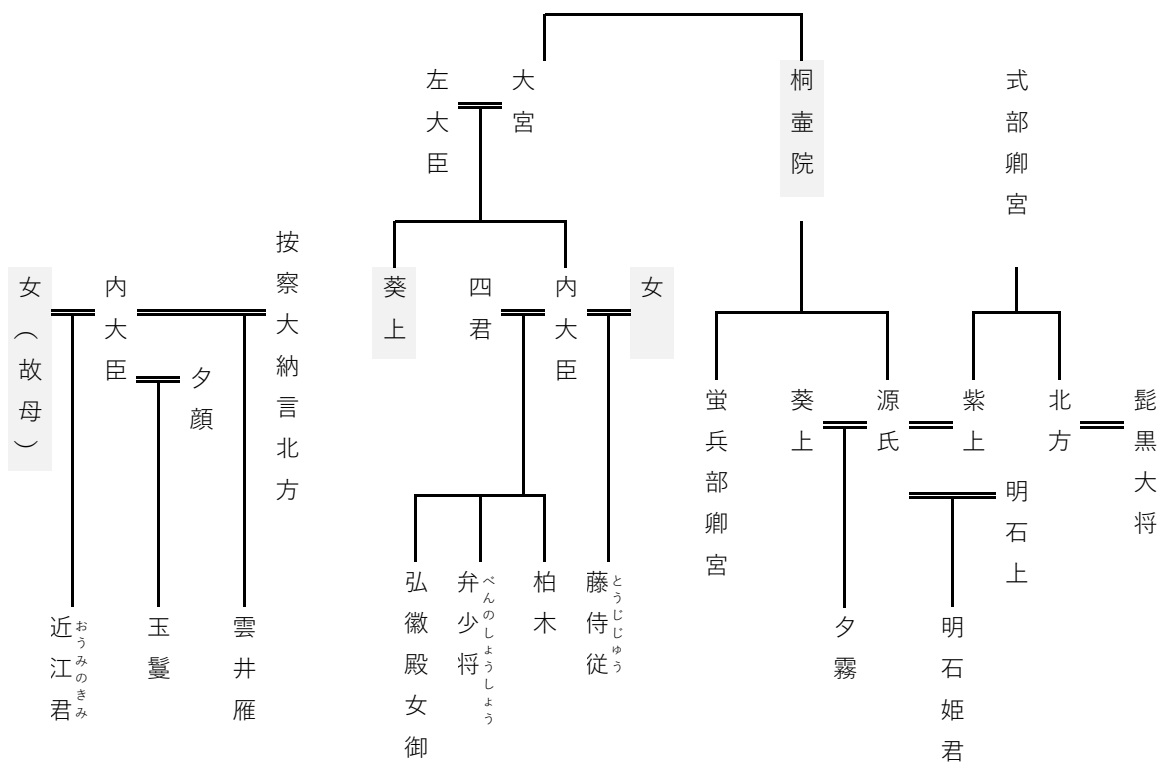 式部卿宮
桐壷院
大宮
左大臣
髭黒大将
北方
紫上
源氏
葵上
蛍兵部卿宮
明石上
明石姫君
夕霧
女
内大臣
四君
葵上
藤侍従
とうじじゅう
柏木
弁少将
べんのしょうしょう
弘徽殿女御
按察大納言北方
内大臣
夕顔
女（故母）
雲井雁
玉鬘
近江君
おうみのきみ